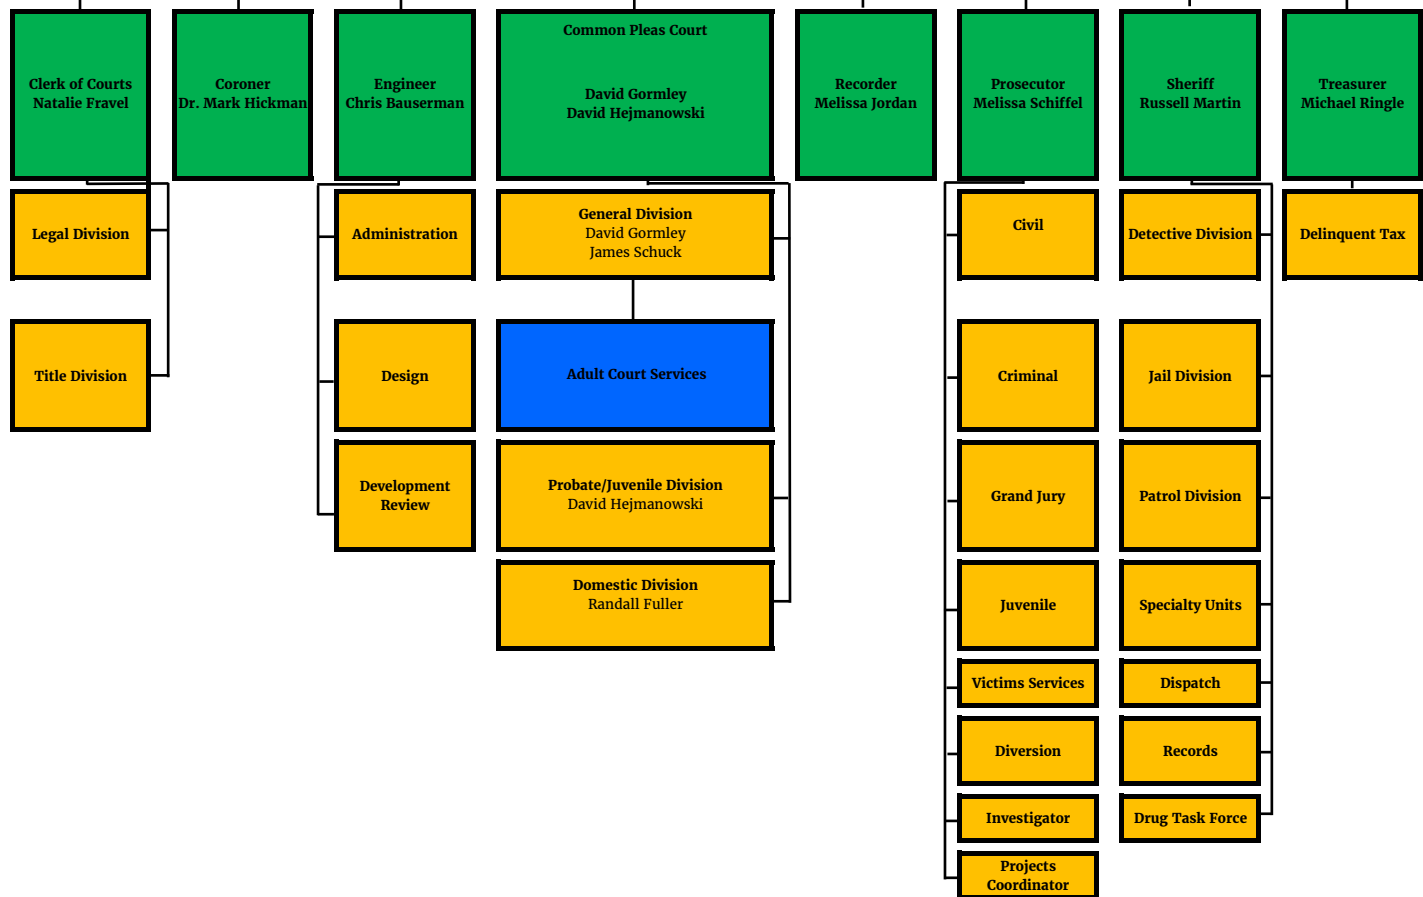 Clerk of Courts
Natalie Fravel
Coroner
Dr. Mark Hickman
Engineer
Chris Bauserman
Common Pleas Court
David Gormley
David Hejmanowski
Recorder
Melissa Jordan
Prosecutor
Melissa Schiffel
Sheriff
Russell Martin
Treasurer
Michael Ringle
Legal Division
Administration
General Division
David Gormley
James Schuck
Civil
Detective Division
Delinquent Tax
Title Division
Design
Adult Court Services
Criminal
Jail Division
Development
Review
Probate/Juvenile Division
David Hejmanowski
Grand Jury
Patrol Division
Domestic Division
Randall Fuller
Juvenile
Specialty Units
Victims Services
Dispatch
Diversion
Records
Investigator
Drug Task Force
Projects
Coordinator